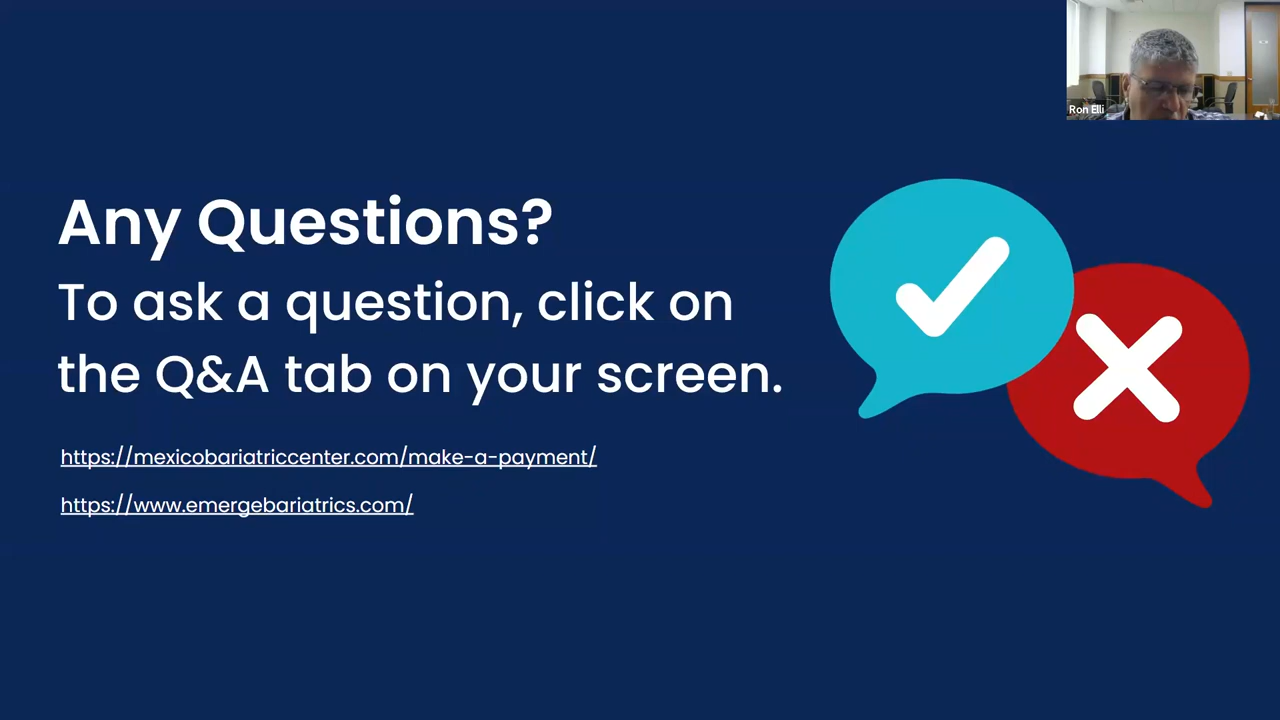 Ron Elli
Any Questions?
To ask a question, click on
the Q&A tab on your screen.
https://mexicobariatriccenter.com/make-a-payment/
https://www.emergebariatrics.com/